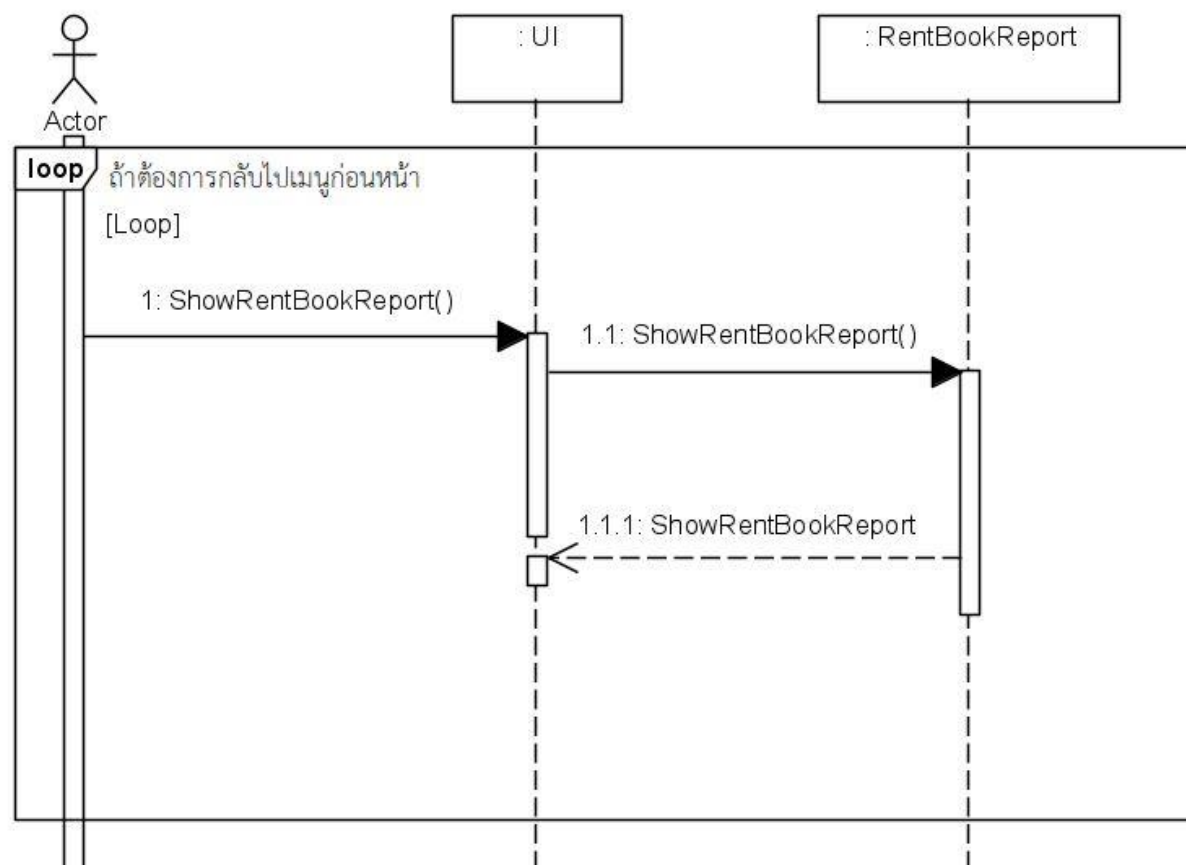 : UI
: RentBookReport
Actor
loop
ถ้าต้องการกลับไปเมนูก่อนหน้า
[Loop]
1: ShowRentBookReport()
1.1: ShowRentBookReport()
1.1.1: ShowRentBookReport